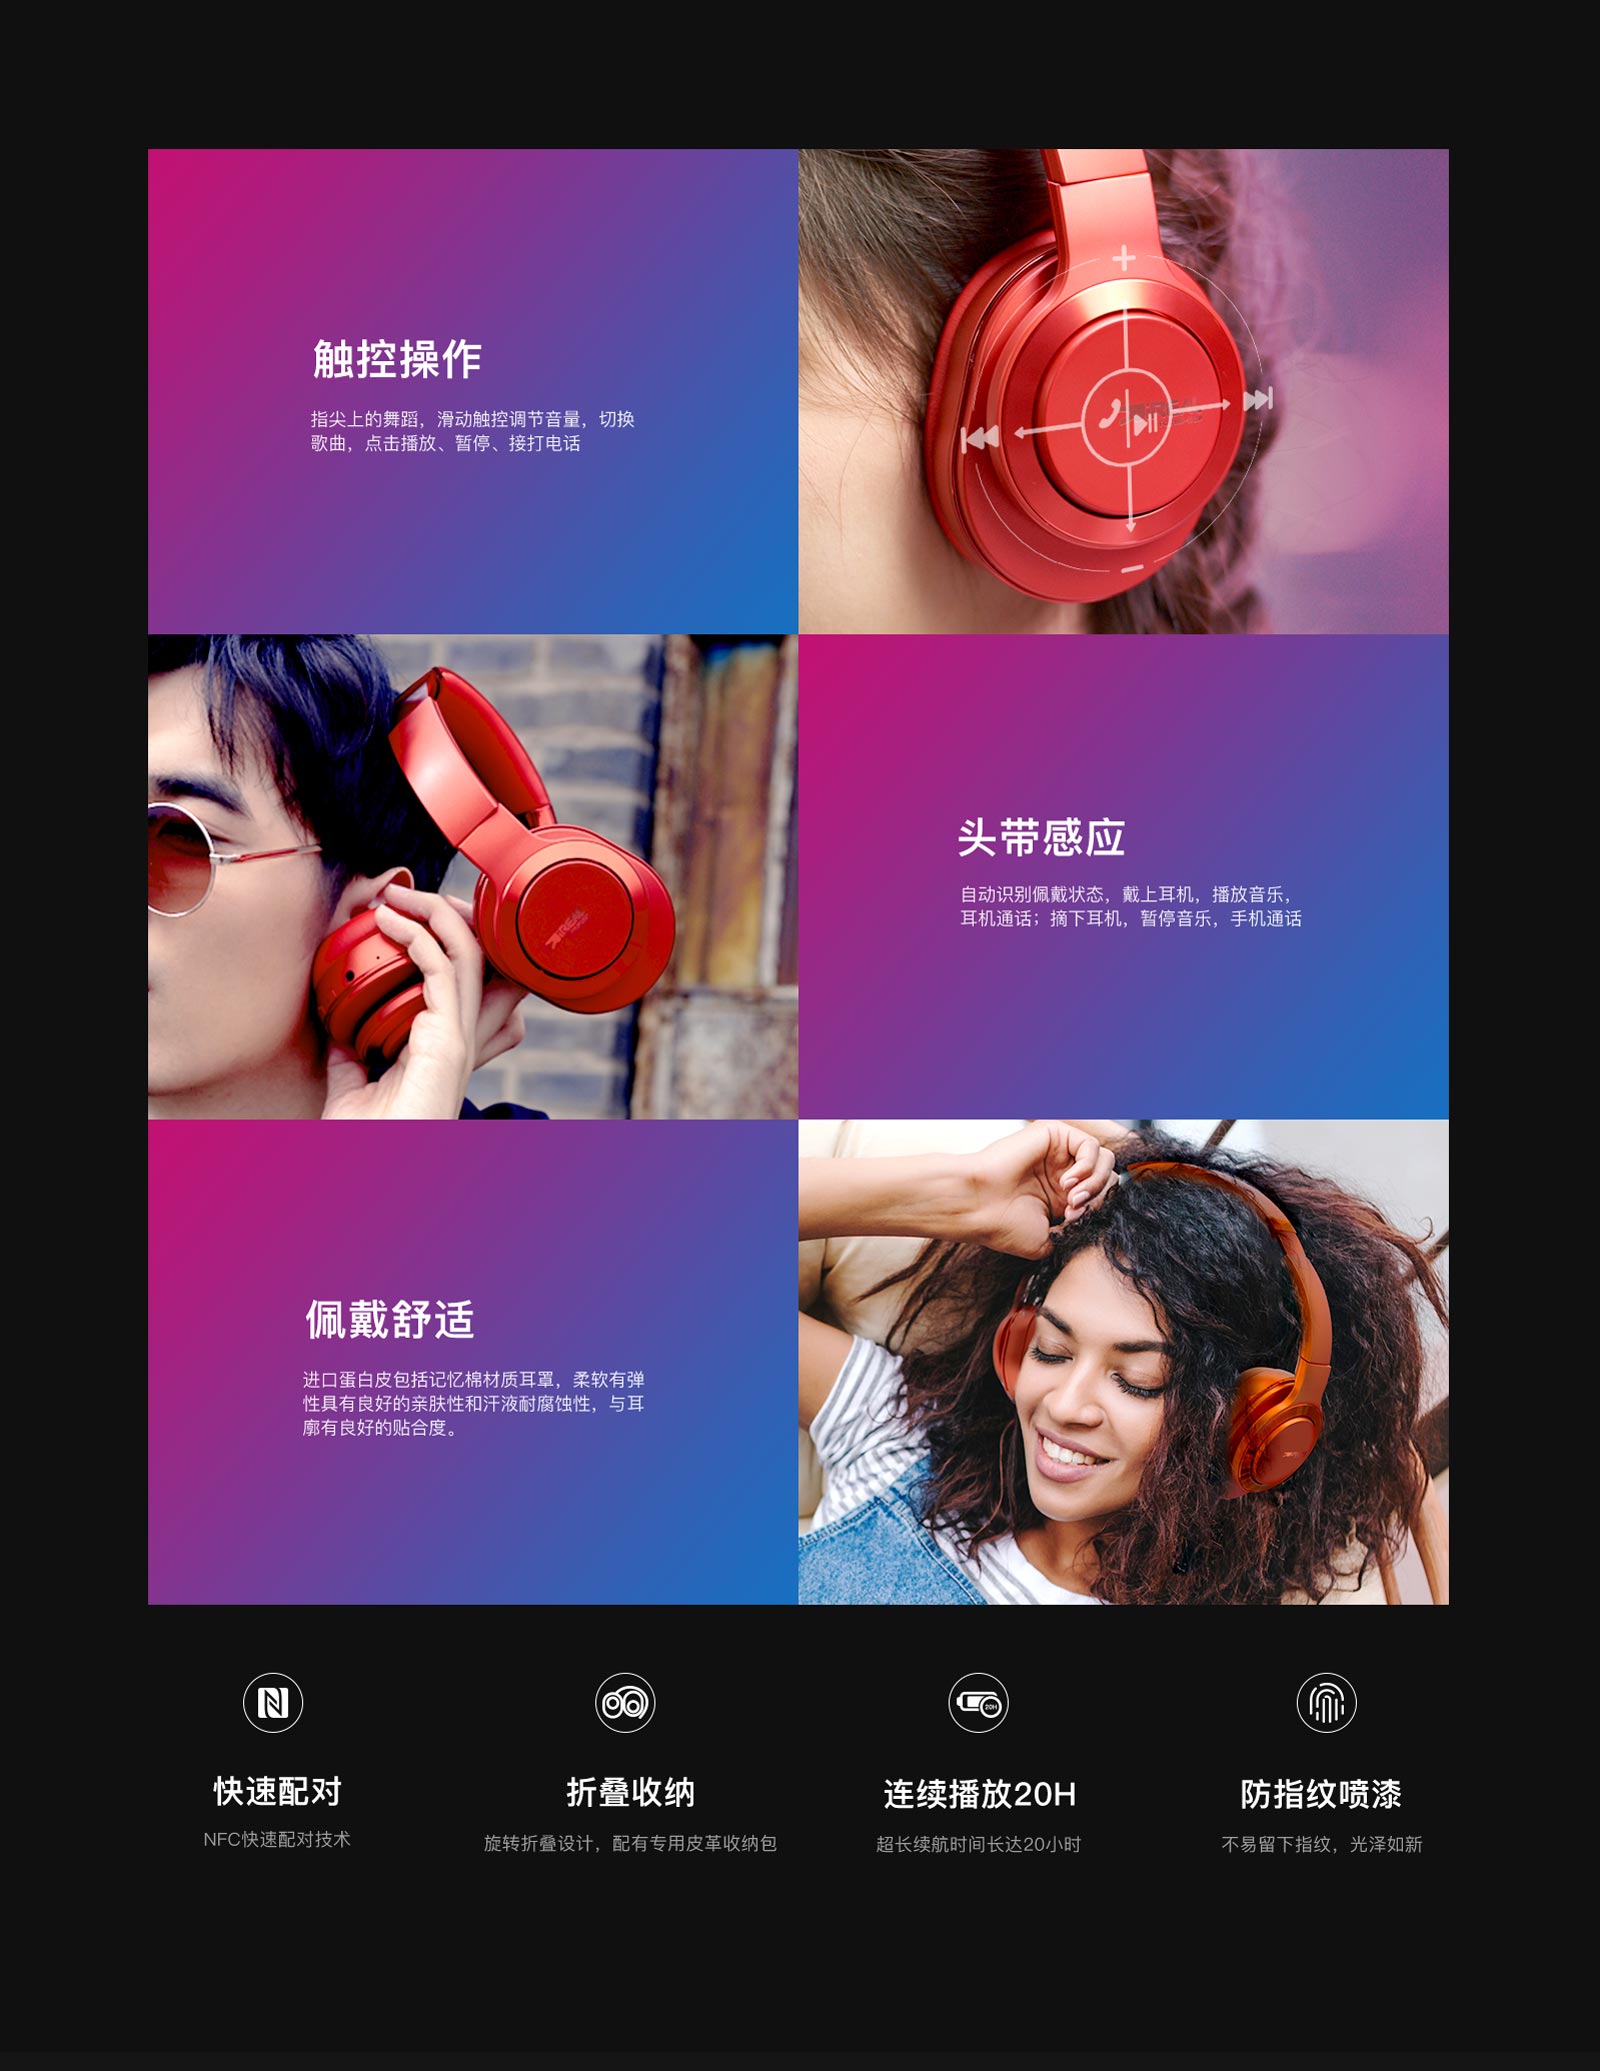 触控操作
指尖上的舞蹈，滑动触控调节音量，切换
歌曲，点击播放、暂停、接打电话
头带感应
自动识别佩戴状态，戴上耳机，播放音乐，
耳机通话；摘下耳机，暂停音乐，手机通话
佩戴舒适
进口蛋白皮包括记忆棉材质耳罩，柔软有弹
性具有良好的亲肤性和汗液耐腐蚀性，与耳
廓有良好的贴合度。
20H
快速配对
折叠收纳
连续播放20H
防指纹喷漆
NFC快速配对技术
旋转折叠设计，配有专用皮革收纳包
超长续航时间长达20小时
不易留下指纹，光泽如新